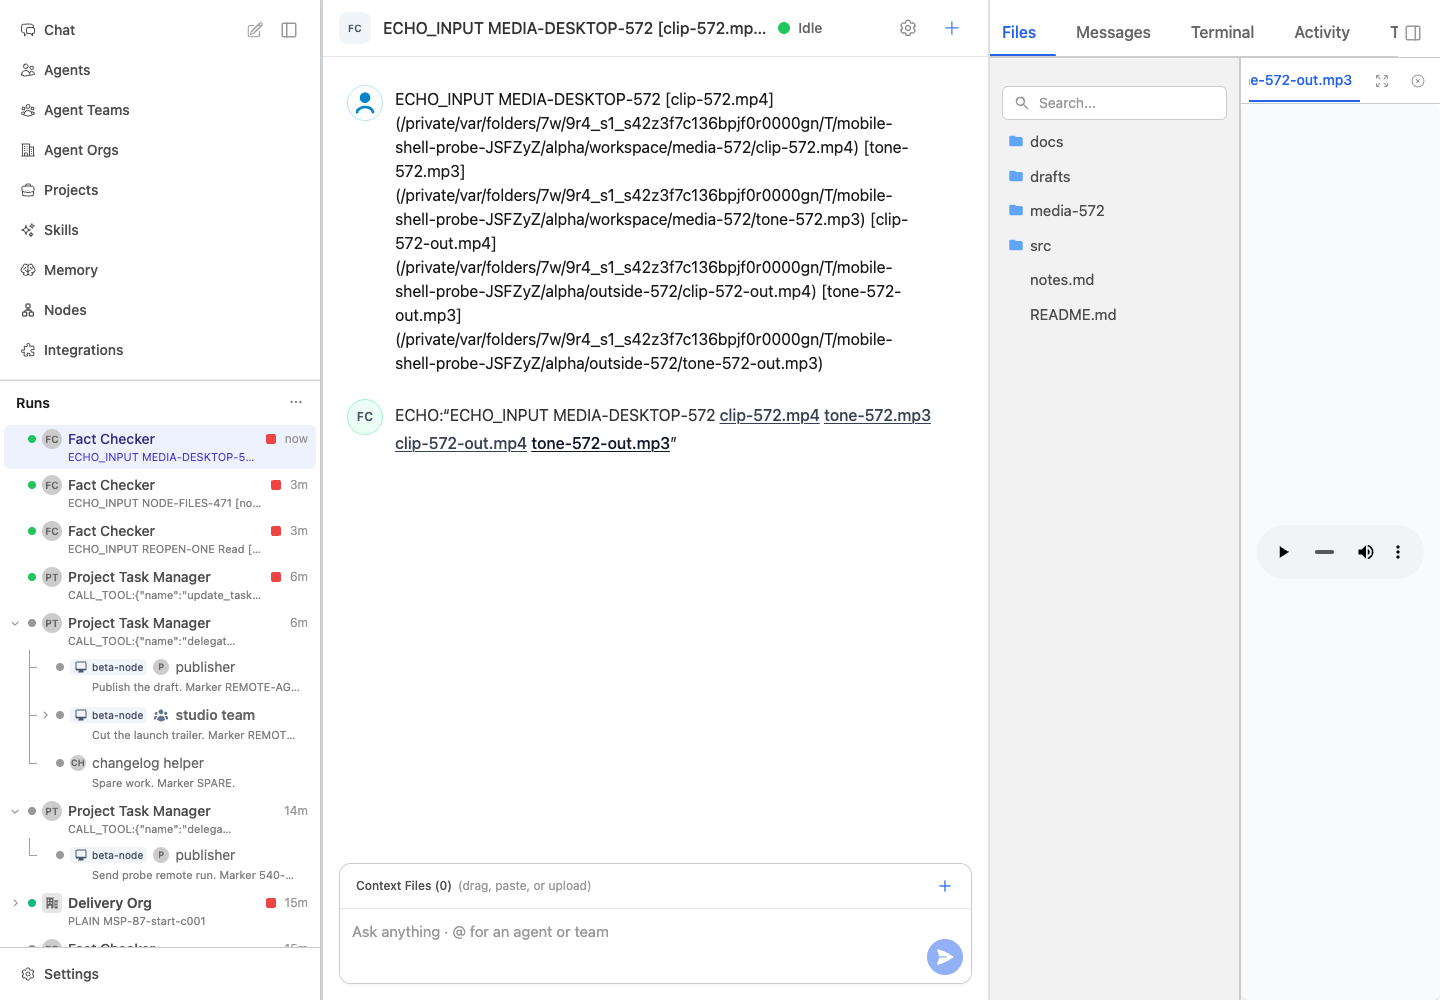 Chat
Agents
Agent Teams
Agent Orgs
Projects
Skills
Memory
Nodes
Integrations
Runs
FC Fact Checker now
ECHO_INPUT MEDIA-DESKTOP-5...
FC Fact Checker 3m
ECHO_INPUT NODE-FILES-471 [no...
FC Fact Checker 3m
ECHO_INPUT REOPEN-ONE Read [...
PT Project Task Manager 6m
CALL_TOOL:{"name":"update_task...
PT Project Task Manager 6m
CALL_TOOL:{"name":"delegat...
beta-node P publisher
Publish the draft. Marker REMOTE-AG...
beta-node studio team
Cut the launch trailer. Marker REMOT...
CH changelog helper
Spare work. Marker SPARE.
PT Project Task Manager 14m
CALL_TOOL:{"name":"delega...
beta-node P publisher
Send probe remote run. Marker 540-...
Delivery Org 15m
PLAIN MSP-87-start-c001
FC Fact Checker 15m
Settings
FC ECHO_INPUT MEDIA-DESKTOP-572 [clip-572.mp... Idle
ECHO_INPUT MEDIA-DESKTOP-572 [clip-572.mp4]
(/private/var/folders/7w/9r4_s1_s42z3f7c136bpjf0r0000gn/T/mobile-
shell-probe-JSFZyZ/alpha/workspace/media-572/clip-572.mp4) [tone-
572.mp3]
(/private/var/folders/7w/9r4_s1_s42z3f7c136bpjf0r0000gn/T/mobile-
shell-probe-JSFZyZ/alpha/workspace/media-572/tone-572.mp3) [clip-
572-out.mp4]
(/private/var/folders/7w/9r4_s1_s42z3f7c136bpjf0r0000gn/T/mobile-
shell-probe-JSFZyZ/alpha/outside-572/clip-572-out.mp4) [tone-572-
out.mp3]
(/private/var/folders/7w/9r4_s1_s42z3f7c136bpjf0r0000gn/T/mobile-
shell-probe-JSFZyZ/alpha/outside-572/tone-572-out.mp3)
FC ECHO:“ECHO_INPUT MEDIA-DESKTOP-572 clip-572.mp4 tone-572.mp3
clip-572-out.mp4 tone-572-out.mp3”
Context Files (0) (drag, paste, or upload)
Ask anything · @ for an agent or team
Files Messages Terminal Activity T
Search...
docs
drafts
media-572
src
notes.md
README.md
e-572-out.mp3